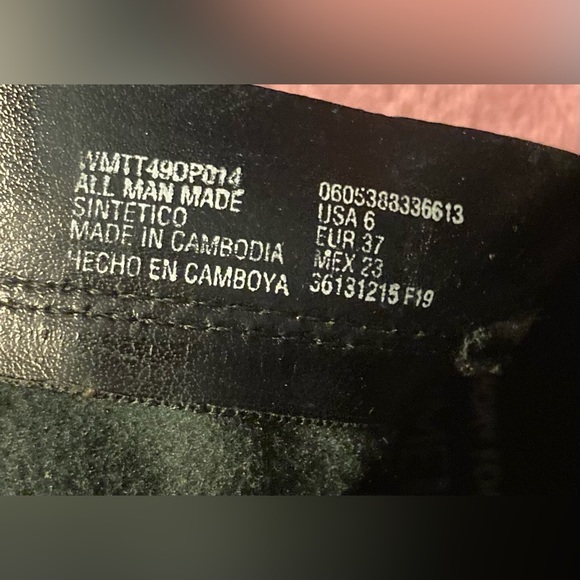 WMTT49DP014
ALL MAN MADE
SINTETICO
MADE IN CAMBODIA
HECHO EN CAMBOYA
0605388336613
USA 6
EUR 37
MEX 23
36131215 F19